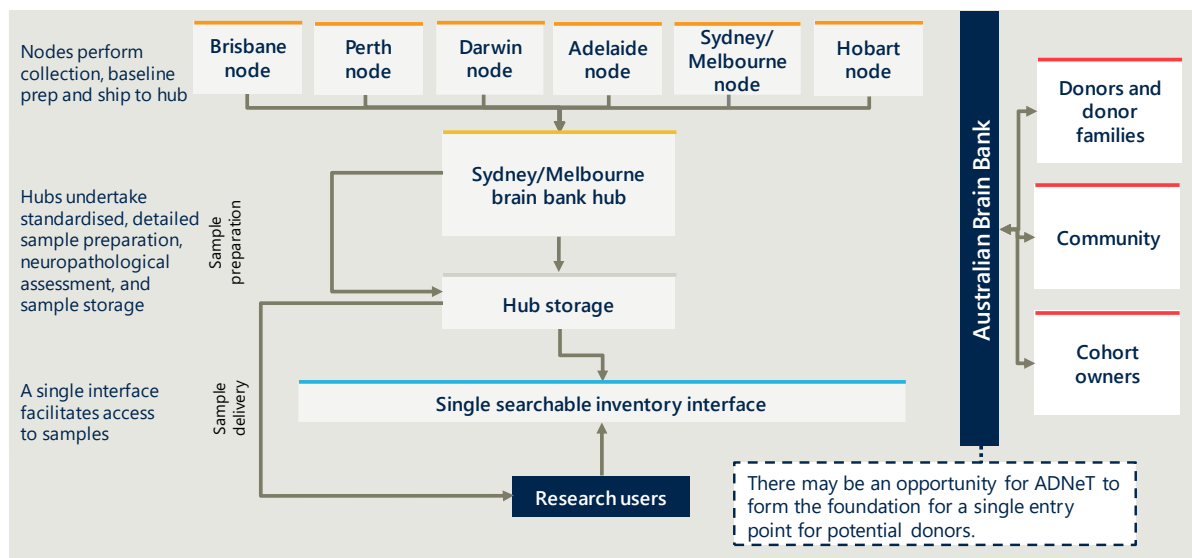 Nodes perform
collection, baseline
prep and ship to hub
Brisbane
node
Perth
node
Darwin
node
Adelaide
node
Sydney/
Melbourne
node
Hobart
node
Sydney/Melbourne
brain bank hub
Hubs undertake
standardised, detailed
sample preparation,
neuropathological
assessment, and
sample storage
Sample
preparation
Hub storage
A single interface
facilitates access
to samples
Sample
delivery
Single searchable inventory interface
Research users
Australian Brain Bank
Donors and
donor
families
Community
Cohort
owners
There may be an opportunity for ADNeT to
form the foundation for a single entry
point for potential donors.